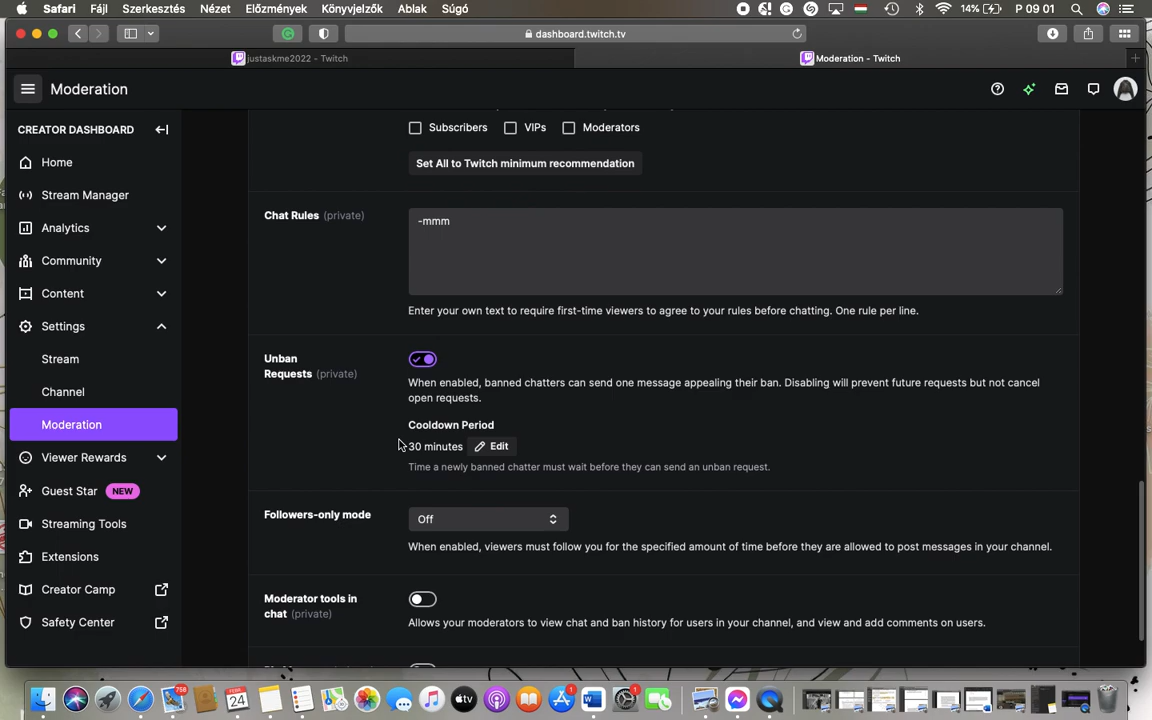 Safari Fájl Szerkesztés Nézet Előzmények Könyvjelzők Ablak Súgó 14% P 09 01
dashboard.twitch.tv
justaskme2022 - Twitch
Moderation - Twitch
Moderation
CREATOR DASHBOARD
Home
Stream Manager
Analytics
Community
Content
Settings
Stream
Channel
Moderation
Viewer Rewards
Guest Star NEW
Streaming Tools
Extensions
Creator Camp
Safety Center
Subscribers VIPs Moderators
Set All to Twitch minimum recommendation
Chat Rules (private)
-mmm
Enter your own text to require first-time viewers to agree to your rules before chatting. One rule per line.
Unban
Requests (private)
When enabled, banned chatters can send one message appealing their ban. Disabling will prevent future requests but not cancel
open requests.
Cooldown Period
30 minutes Edit
Time a newly banned chatter must wait before they can send an unban request.
Followers-only mode
Off
When enabled, viewers must follow you for the specified amount of time before they are allowed to post messages in your channel.
Moderator tools in
chat (private)
Allows your moderators to view chat and ban history for users in your channel, and view and add comments on users.
758
FEBR.
24
tv
1
1